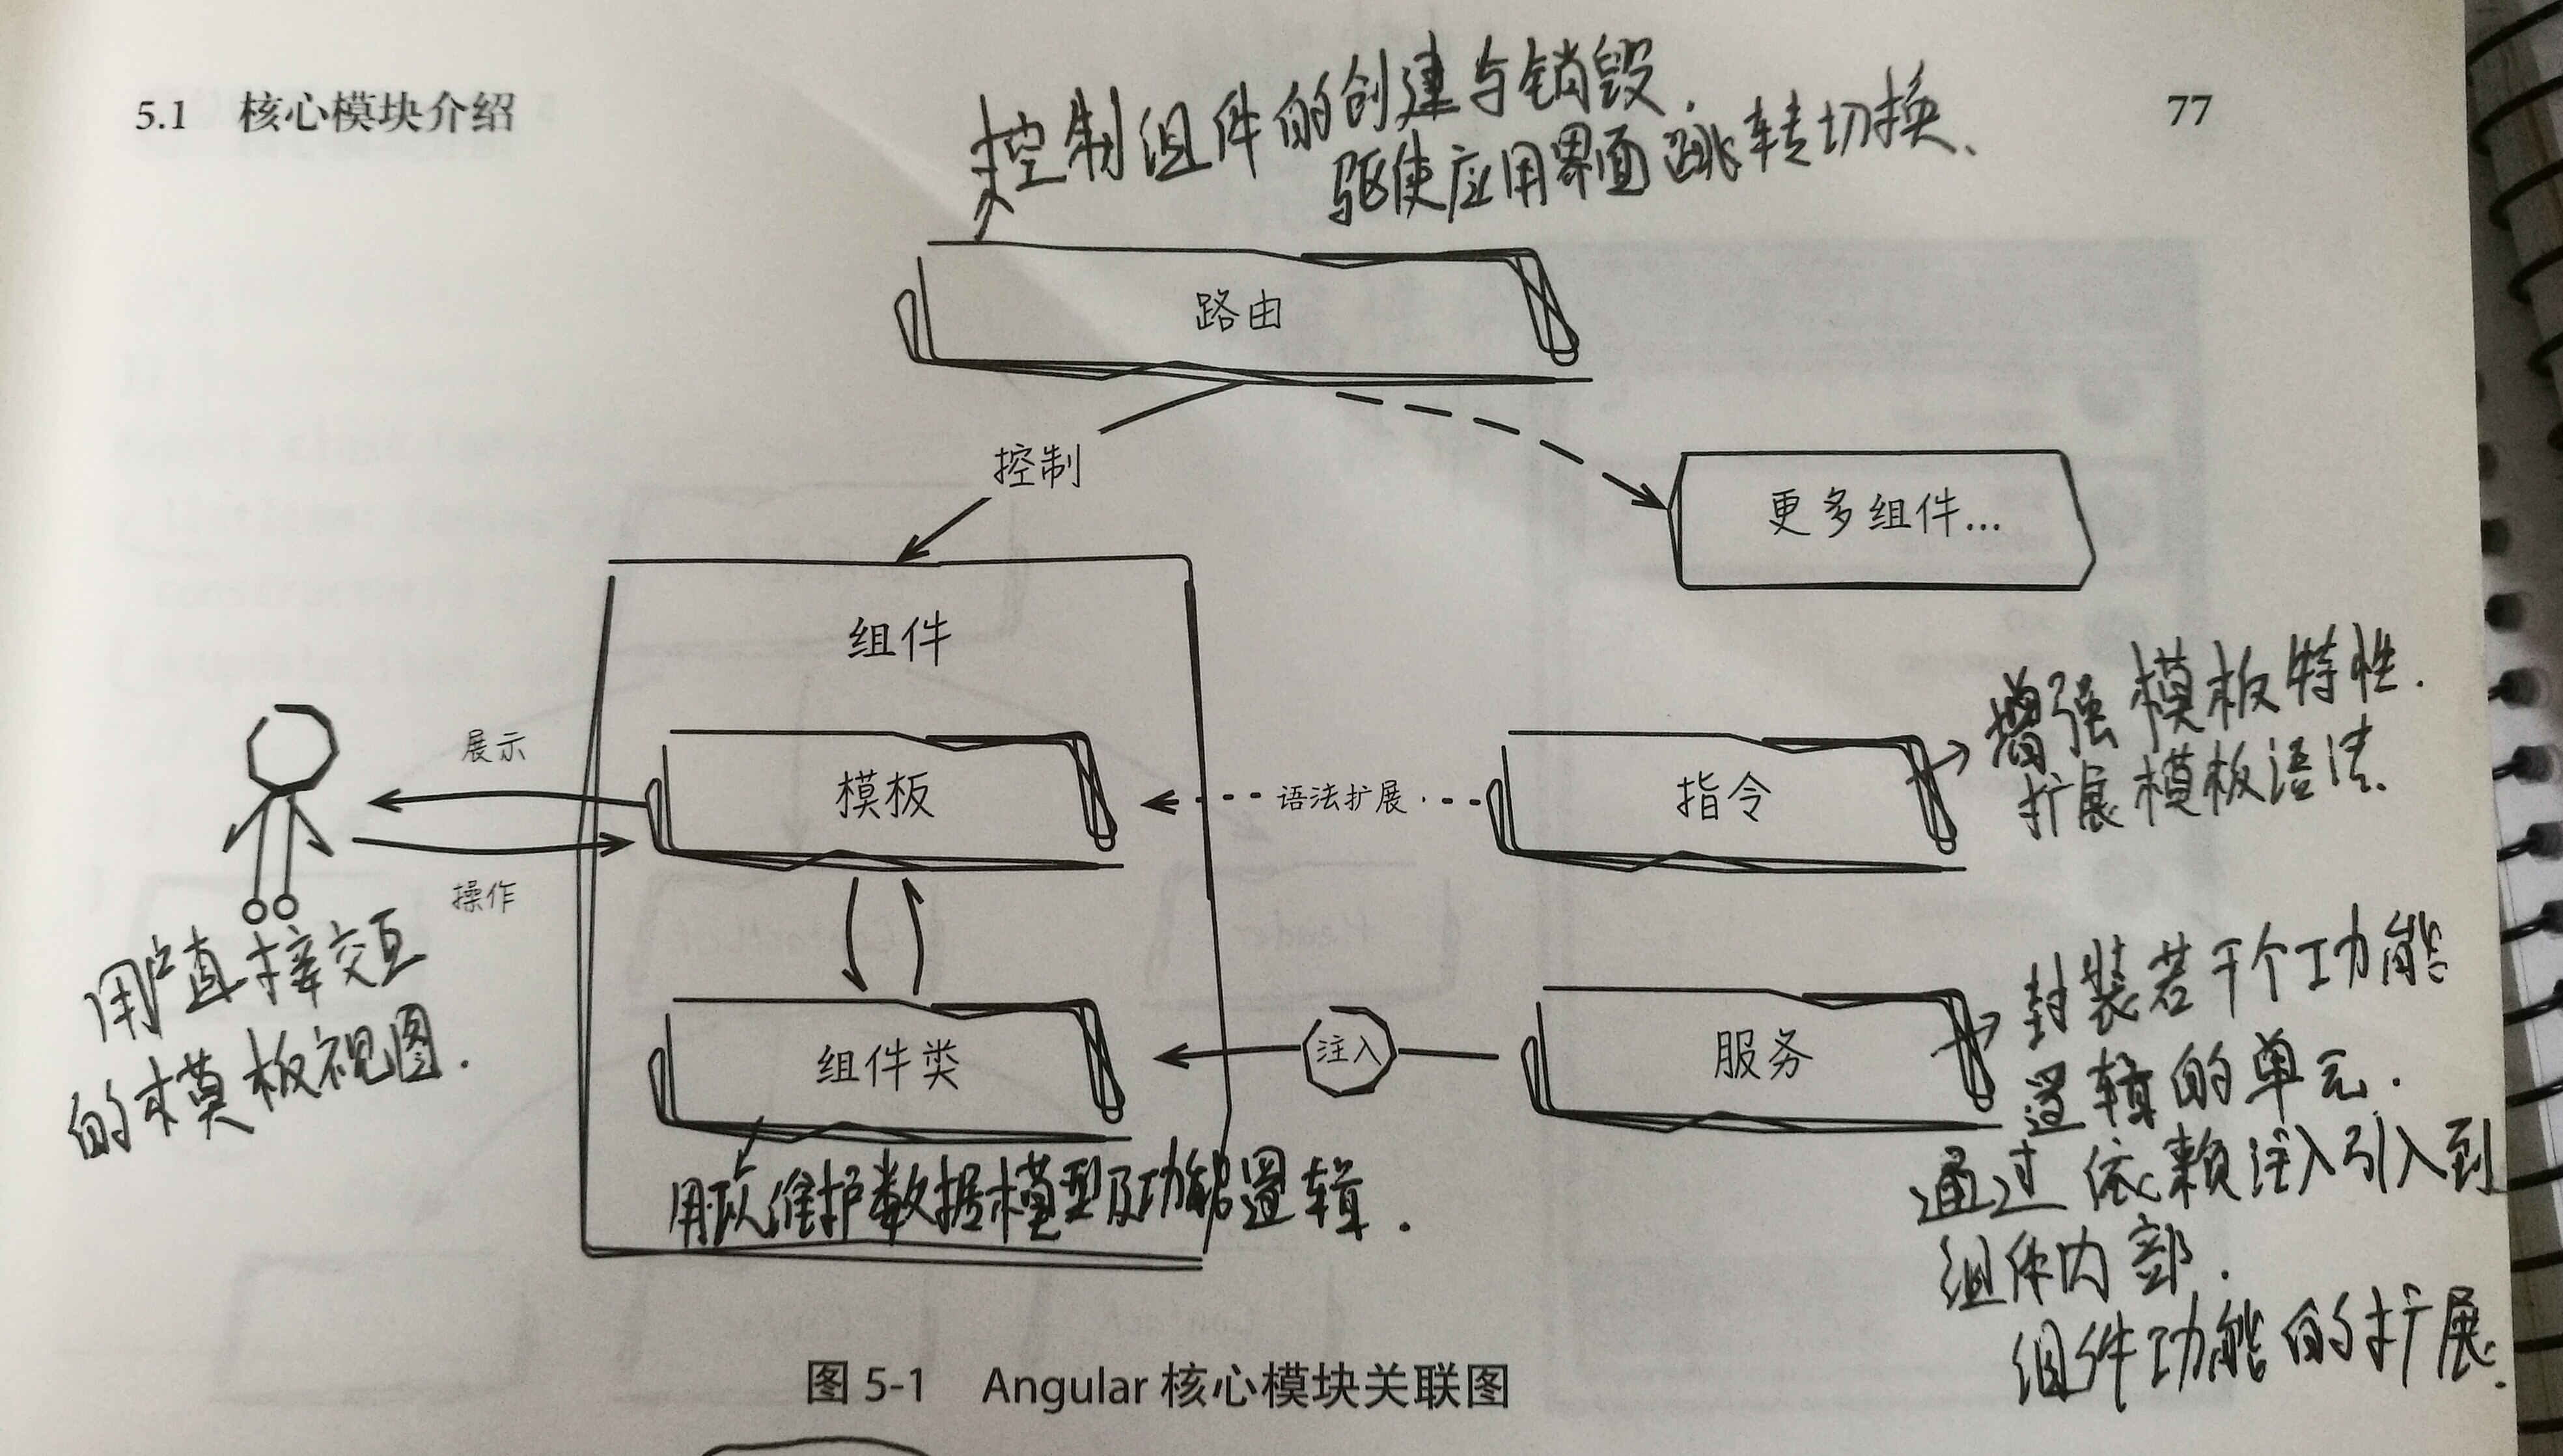 5.1 核心模块介绍
77
控制组件的创建与销毁.
驱使应用界面跳转切换、
路由
控制
更多组件...
组件
展示
模板
语法扩展
指令
增强模板特性.
扩展模板语法.
操作
用户直接交互
的模板视图.
组件类
注入
服务
封装若干个功能
逻辑的单元.
通过依赖注入引入到
组件内部.
组件功能的扩展.
用以维护数据模型及功能逻辑.
图 5-1 Angular 核心模块关联图